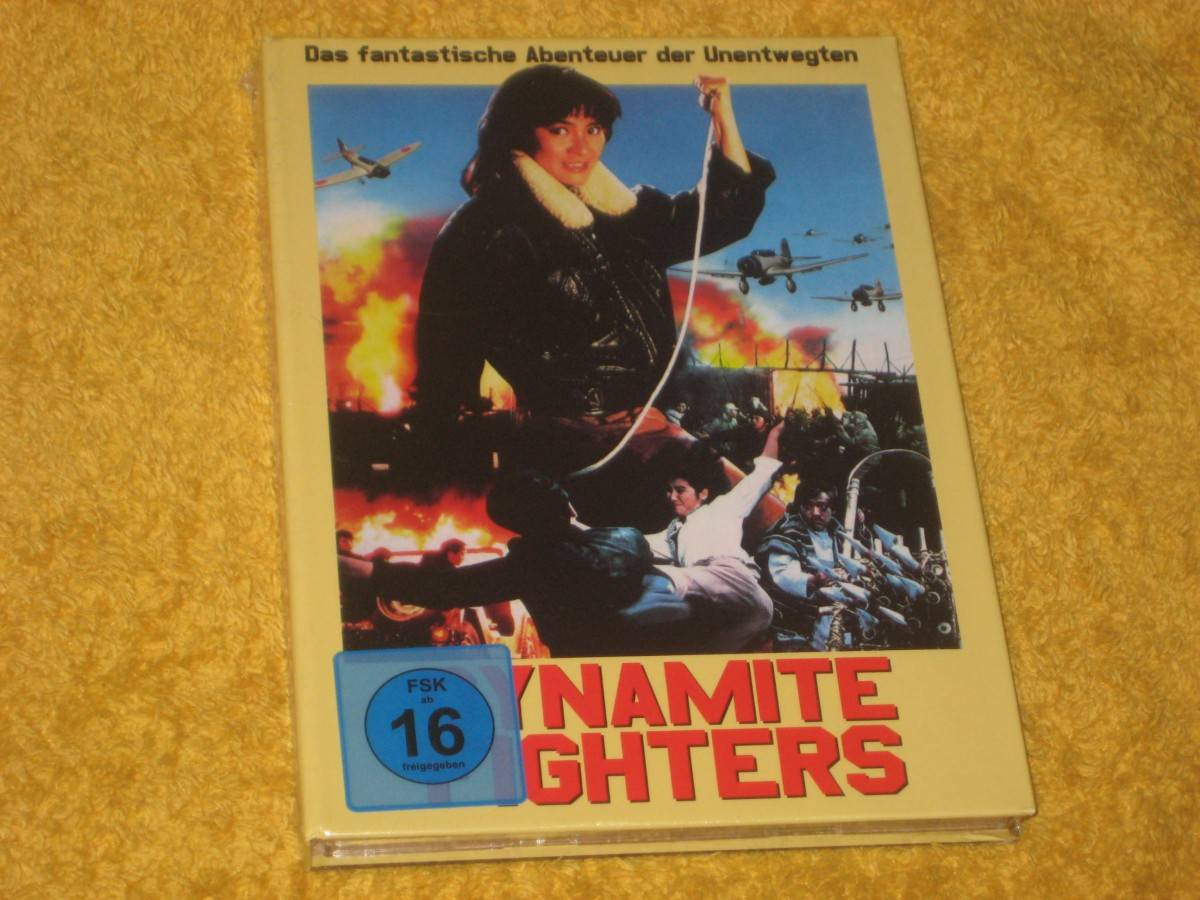 Das fantastische Abenteuer der Unentwegten
YNAMITE
GHTERS
FSK
ab
16
freigegeben